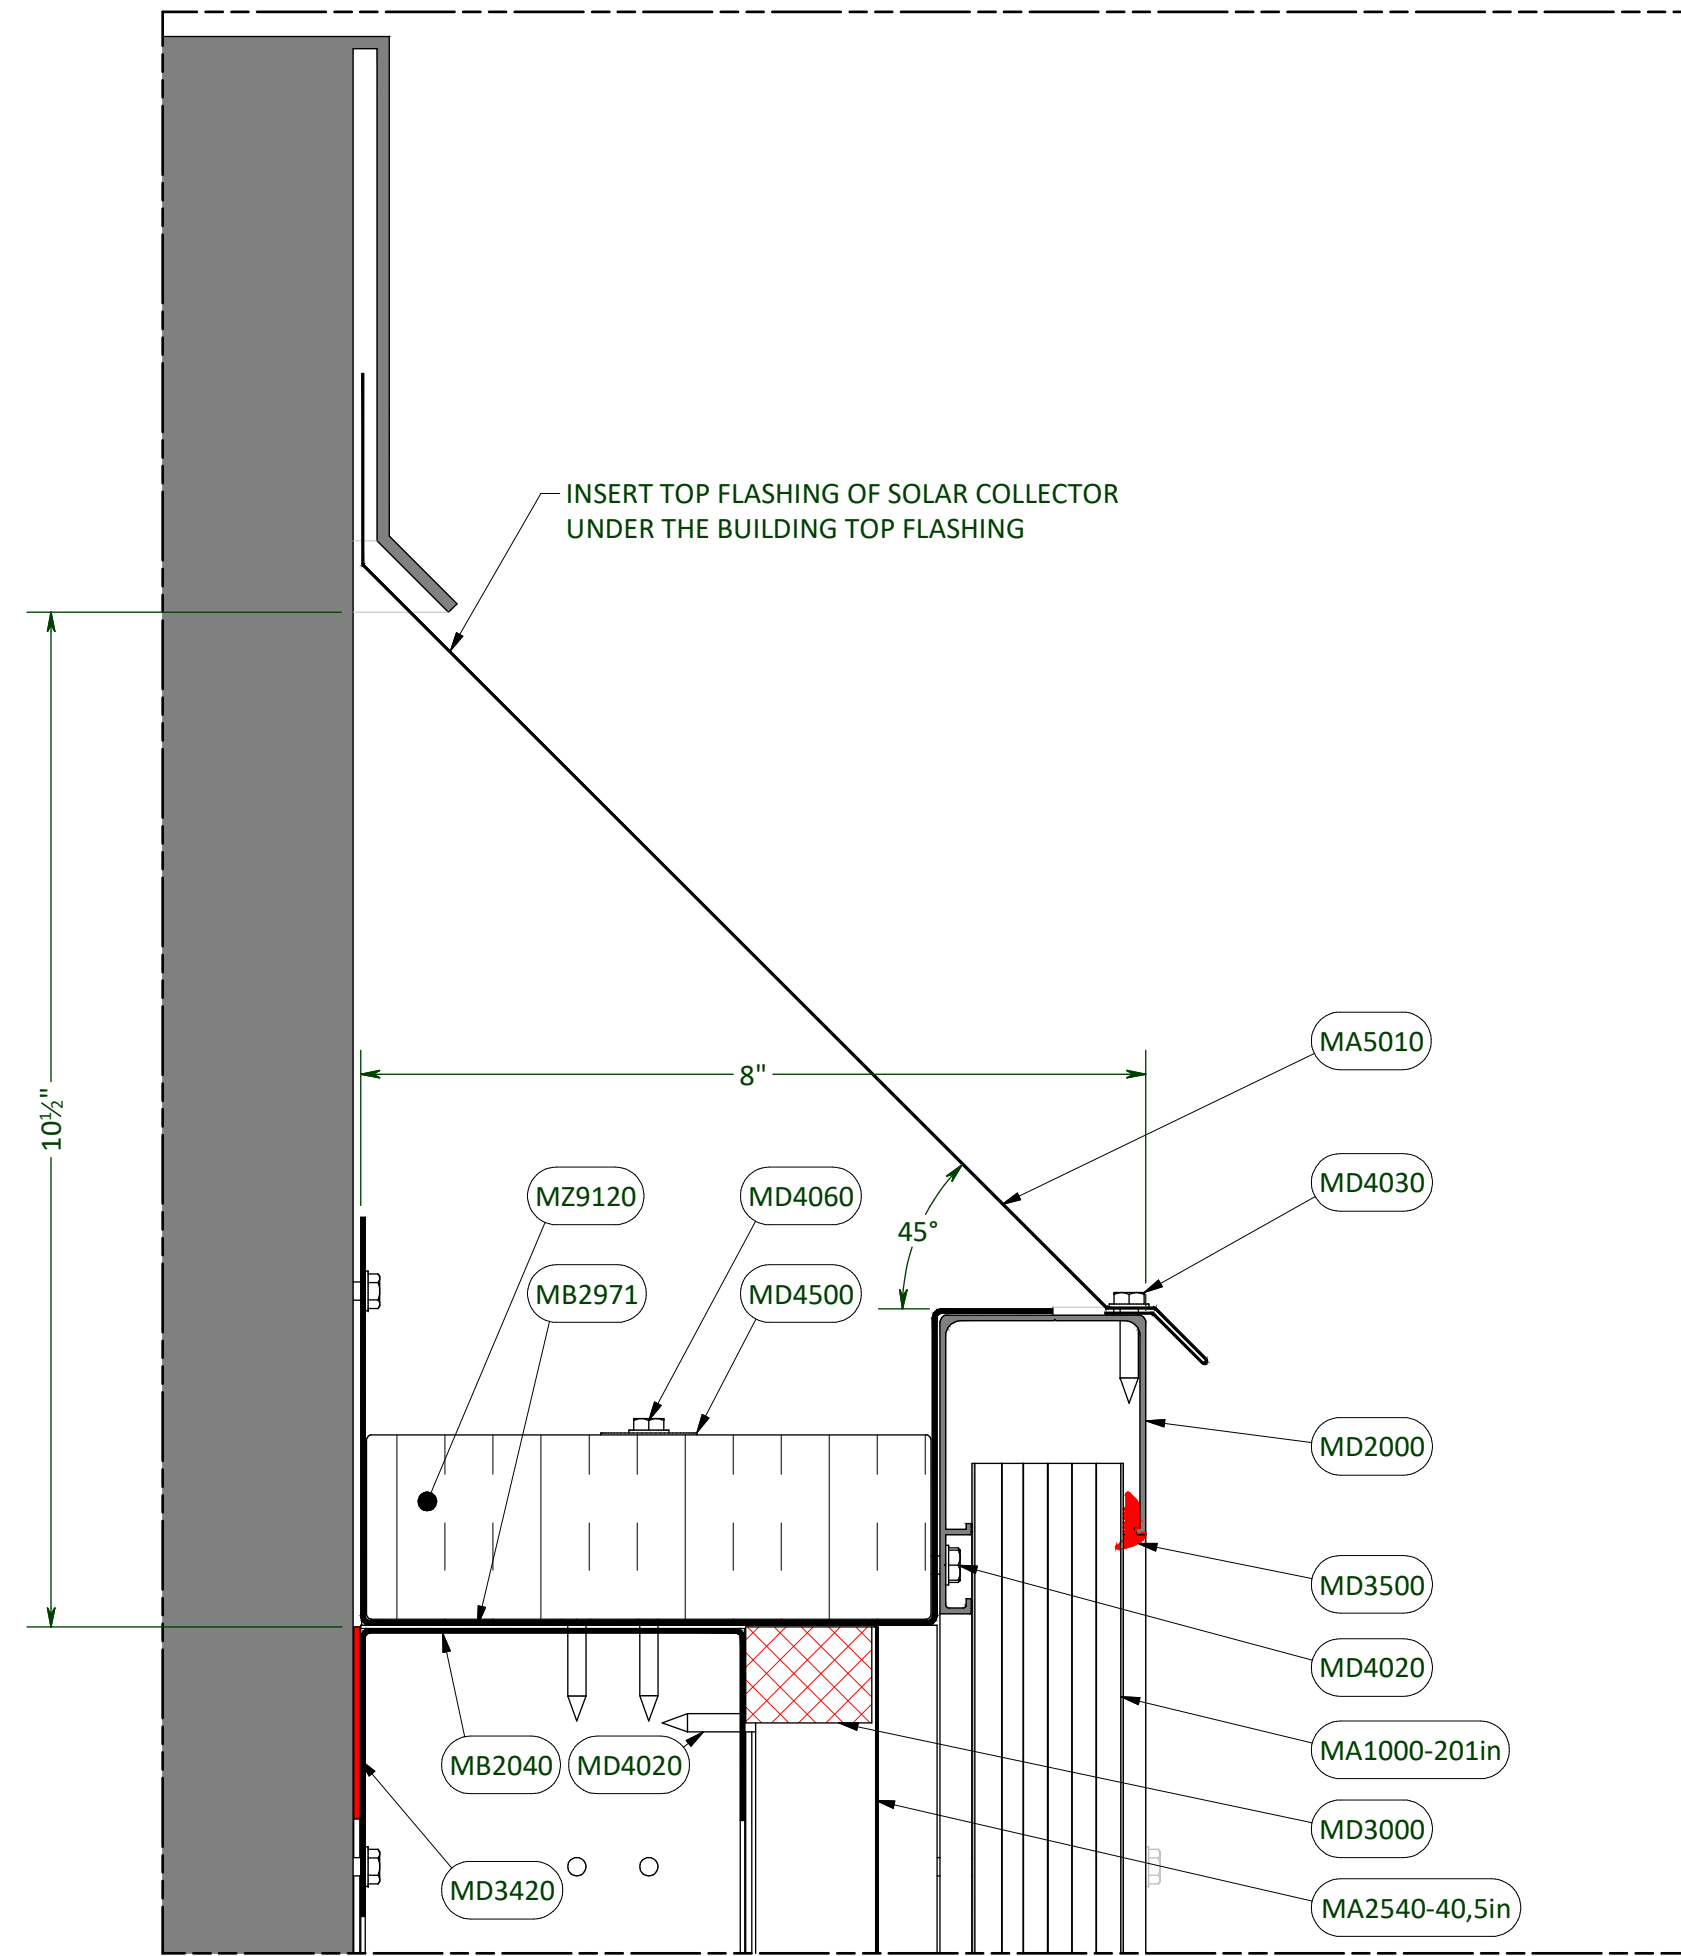 INSERT TOP FLASHING OF SOLAR COLLECTOR
UNDER THE BUILDING TOP FLASHING
MA5010
8"
10½"
MZ9120
MD4060
MD4030
45°
MB2971
MD4500
MD2000
MD3500
MD4020
MA1000-201in
MB2040
MD4020
MD3000
MD3420
MA2540-40,5in